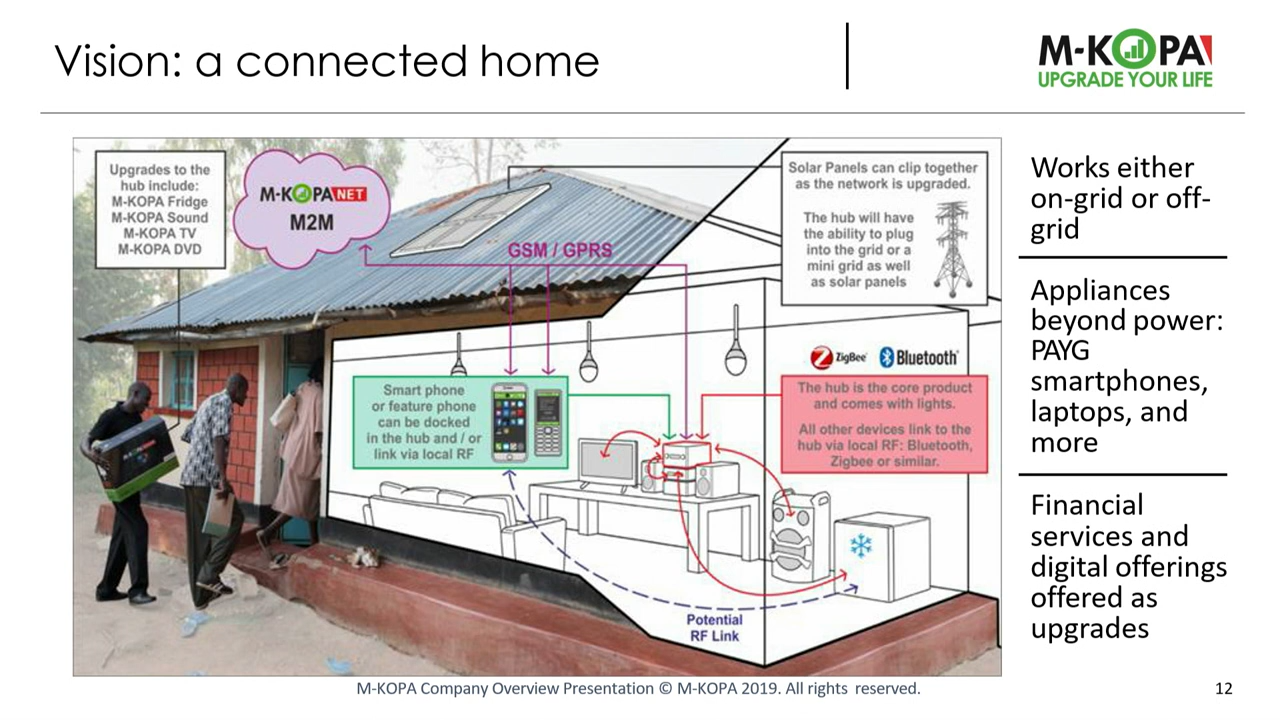 Vision: a connected home
M-KOPA
UPGRADE YOUR LIFE
Upgrades to the
hub include:
M-KOPA Fridge
M-KOPA Sound
M-KOPA TV
M-KOPA DVD
M-KOPA NET
M2M
GSM / GPRS
Solar Panels can clip together
as the network is upgraded.
The hub will have
the ability to plug
into the grid or a
mini grid as well
as solar panels
ZigBee
Bluetooth
Smart phone
or feature phone
can be docked
in the hub and / or
link via local RF
The hub is the core product
and comes with lights.
All other devices link to the
hub via local RF: Bluetooth,
Zigbee or similar.
Potential
RF Link
Works either
on-grid or off-
grid
Appliances
beyond power:
PAYG
smartphones,
laptops, and
more
Financial
services and
digital offerings
offered as
upgrades
M-KOPA Company Overview Presentation © M-KOPA 2019. All rights reserved.
12